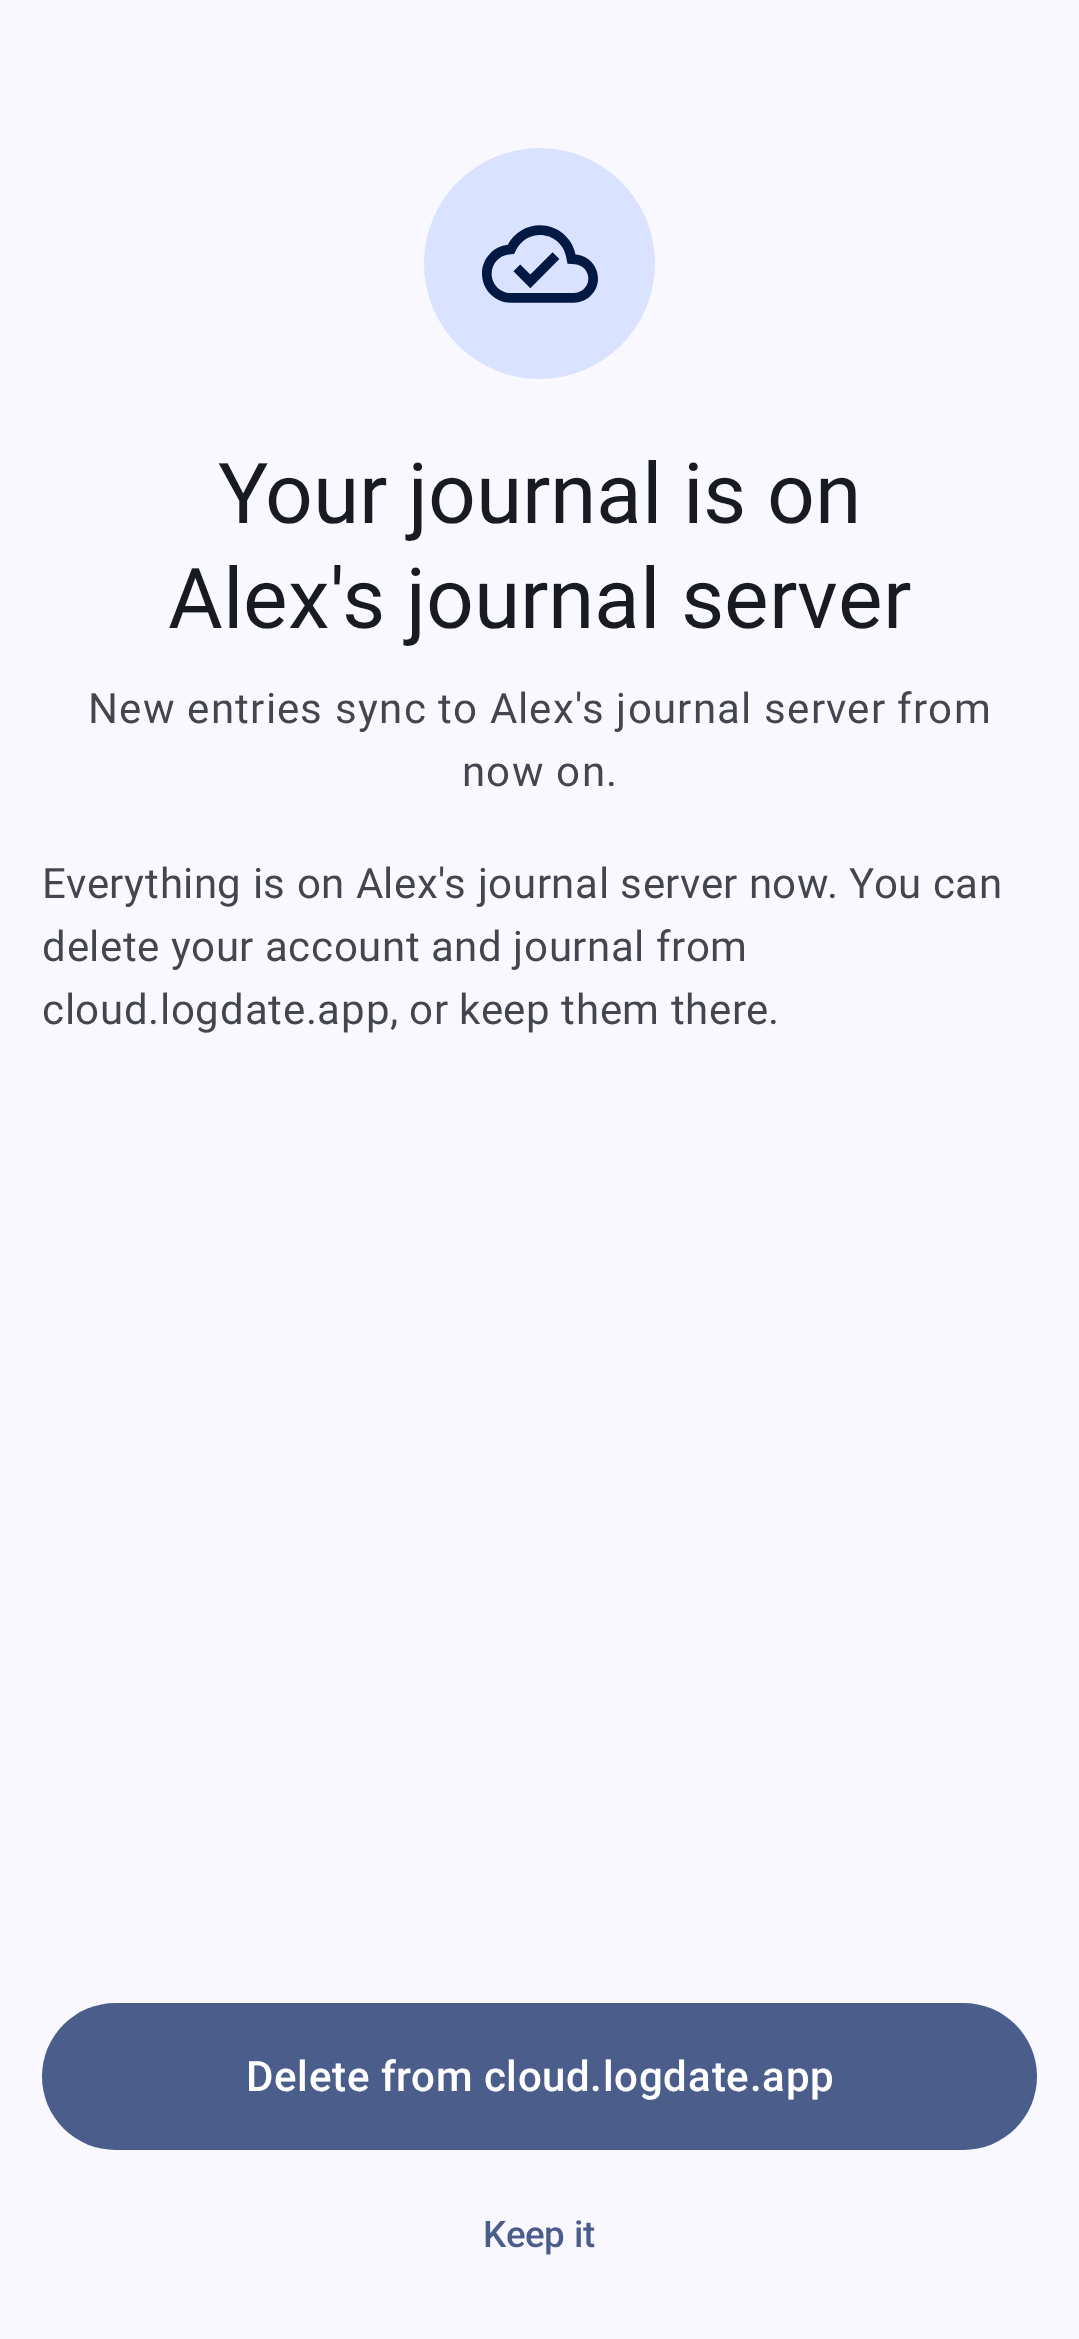 Your journal is on
Alex's journal server
New entries sync to Alex's journal server from
now on.
Everything is on Alex's journal server now. You can
delete your account and journal from
cloud.logdate.app, or keep them there.
Delete from cloud.logdate.app
Keep it